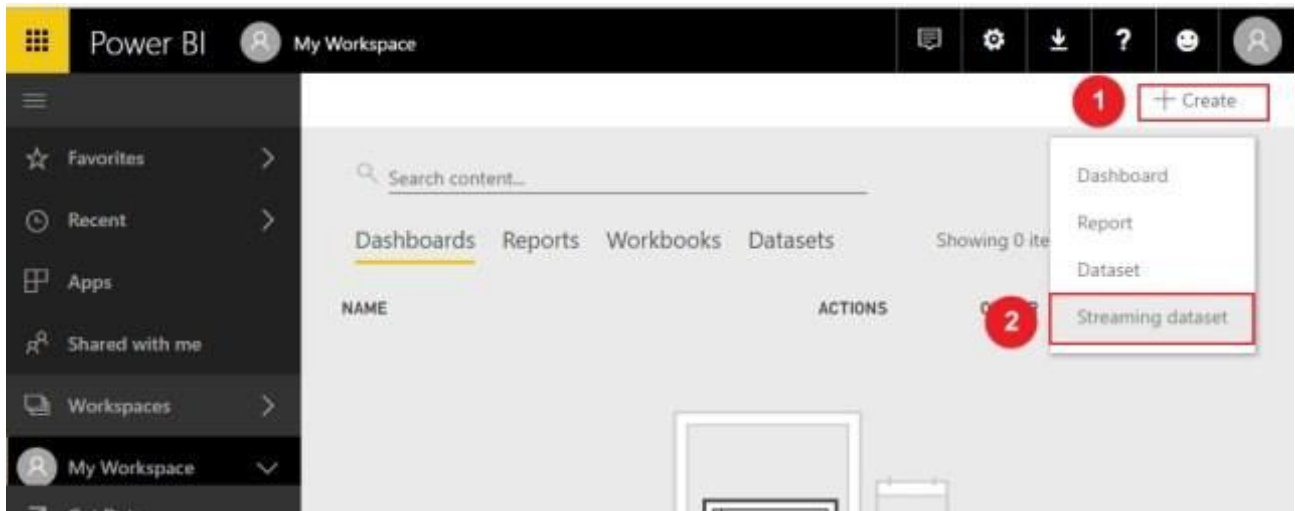 Power BI My Workspace ?
1 + Create
Favorites
Search content...
Dashboard
Recent
Report
Dashboards Reports Workbooks Datasets Showing 0 ite
Dataset
Apps
NAME ACTIONS
2 Streaming dataset
Shared with me
Workspaces
My Workspace